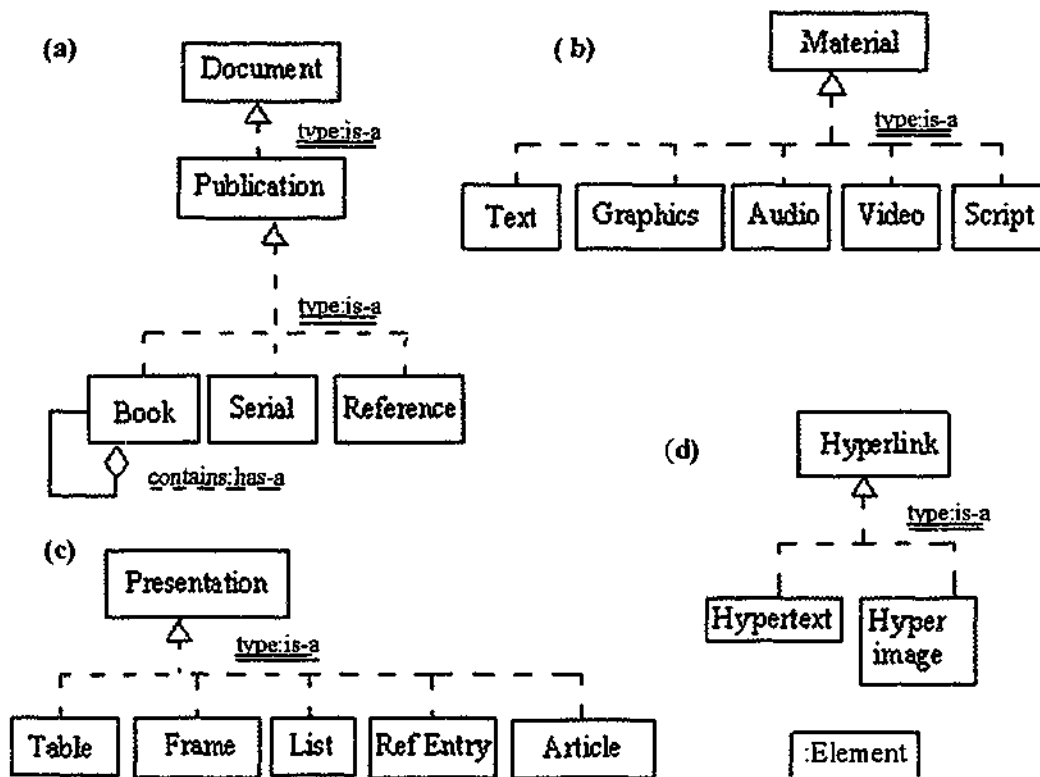 (a)
Document
type:is-a
Publication
type:is-a
Book
Serial
Reference
contains:has-a
( b)
Material
type:is-a
Text
Graphics
Audio
Video
Script
(c)
Presentation
type:is-a
Table
Frame
List
Ref Entry
Article
(d)
Hyperlink
type:is-a
Hypertext
Hyper
image
:Element